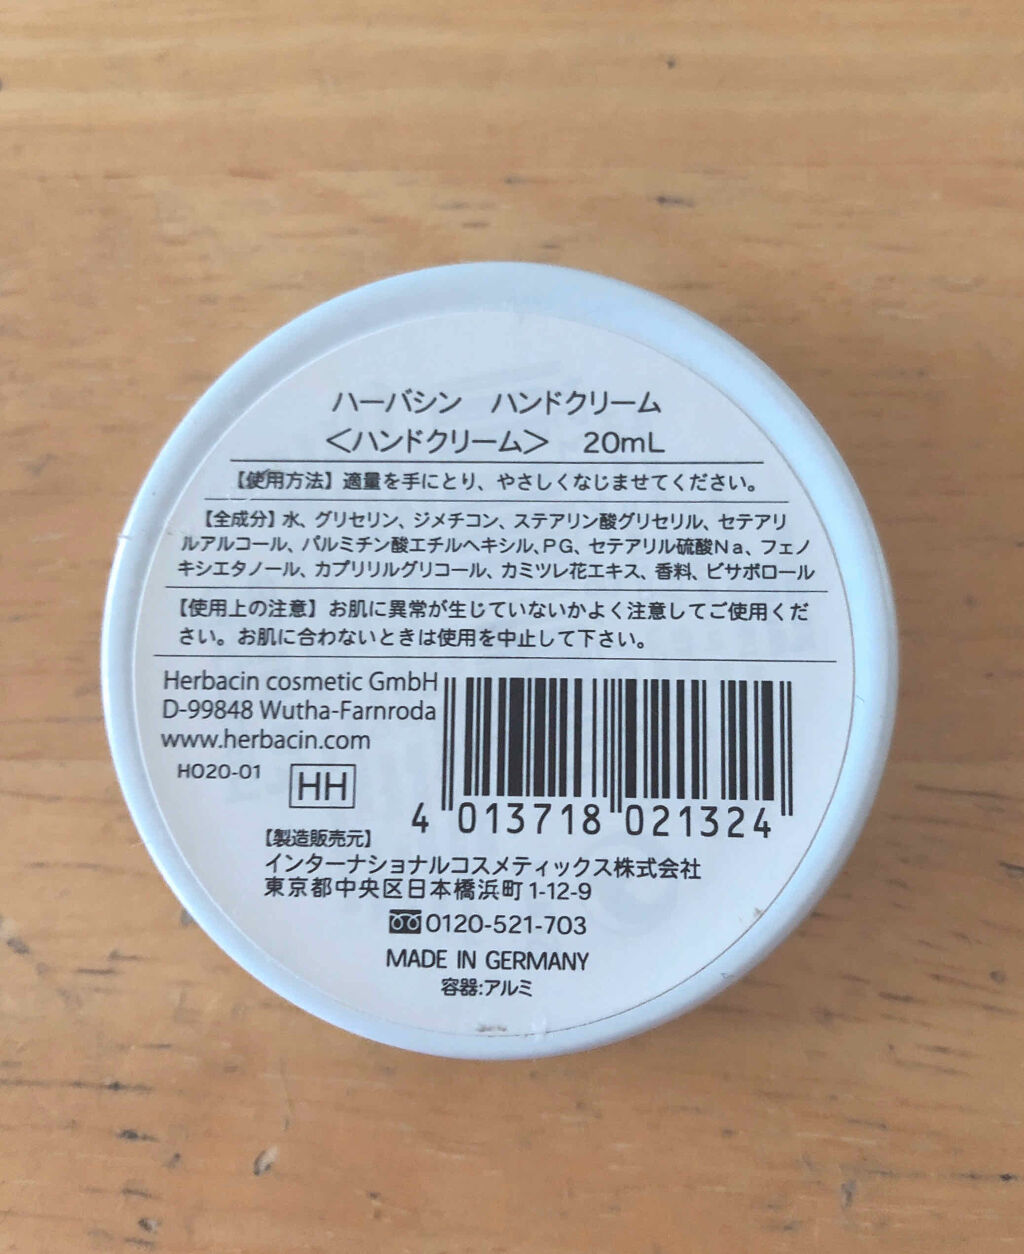 ハーバシン　ハンドクリーム
＜ハンドクリーム＞　20mL
【使用方法】適量を手にとり、やさしくなじませてください。
【全成分】水、グリセリン、ジメチコン、ステアリン酸グリセリル、セテアリ
ルアルコール、パルミチン酸エチルヘキシル、PG、セテアリル硫酸Na、フェノ
キシエタノール、カプリリルグリコール、カミツレ花エキス、香料、ビサボロール
【使用上の注意】お肌に異常が生じていないかよく注意してご使用くだ
さい。お肌に合わないときは使用を中止して下さい。
Herbacin cosmetic GmbH
D-99848 Wutha-Farnroda
www.herbacin.com
H020-01
HH
4 013718 021324
【製造販売元】
インターナショナルコスメティックス株式会社
東京都中央区日本橋浜町1-12-9
0120-521-703
MADE IN GERMANY
容器:アルミ